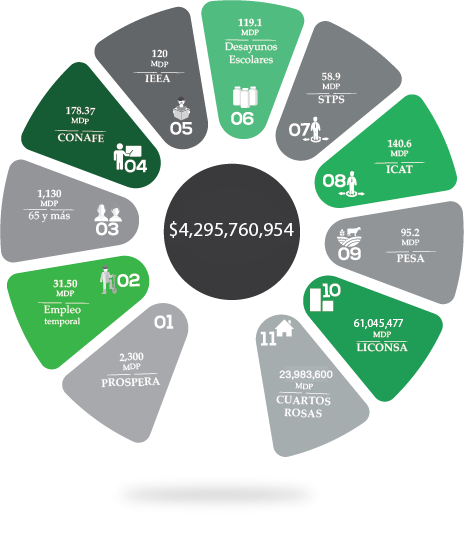 $4,295,760,954
01
2,300
MDP
PROSPERA
02
31.50
MDP
Empleo
temporal
03
1,130
MDP
65 y más
04
178.37
MDP
CONAFE
05
120
MDP
IEEA
06
119.1
MDP
Desayunos
Escolares
07
58.9
MDP
STPS
08
140.6
MDP
ICAT
09
95.2
MDP
PESA
10
61,045,477
MDP
LICONSA
11
23,983,600
MDP
CUARTOS
ROSAS